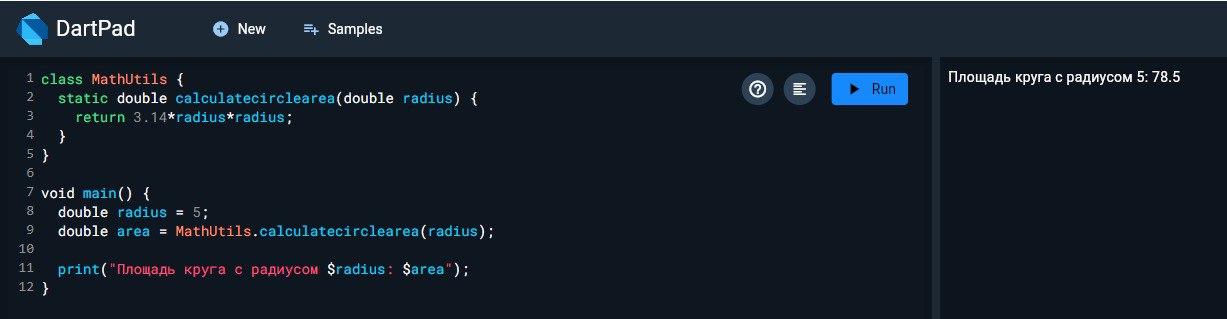 DartPad New Samples
1 class MathUtils {
2 static double calculatecirclearea(double radius) {
3 return 3.14*radius*radius;
4 }
5 }
6
7 void main() {
8 double radius = 5;
9 double area = MathUtils.calculatecirclearea(radius);
10
11 print("Площадь круга с радиусом $radius: $area");
12 }
Run
Площадь круга с радиусом 5: 78.5